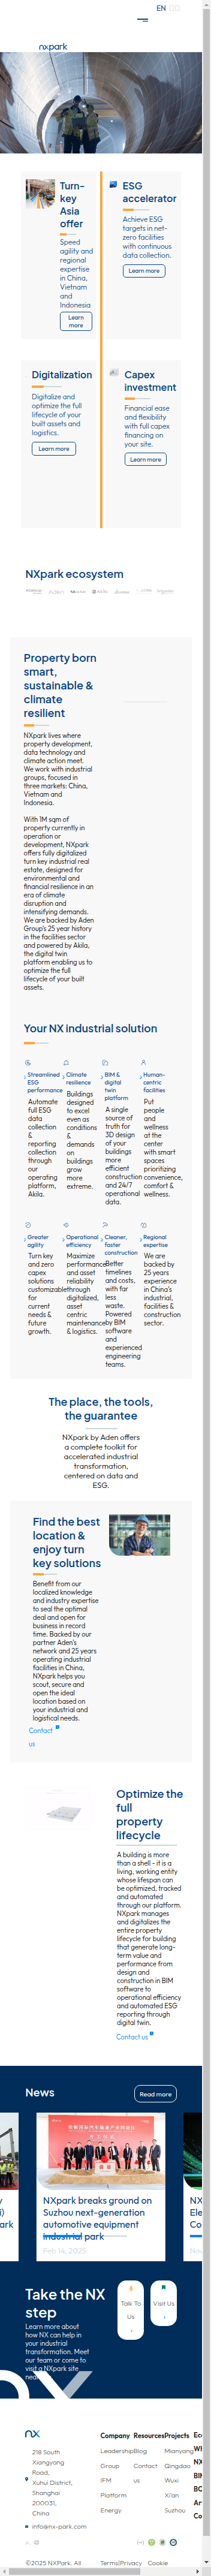 EN
nxpark
Turn-
key
Asia
offer
Speed
agility and
regional
expertise
in China,
Vietnam
and
Indonesia
Learn
more
ESG
accelerator
Achieve ESG
targets in net-
zero facilities
with continuous
data collection.
Learn more
Digitalization
Digitalize and
optimize the full
lifecycle of your
built assets and
logistics.
Learn more
Capex
investment
Financial ease
and flexibility
with full capex
financing on
your site.
Learn more
NXpark ecosystem
Property born
smart,
sustainable &
climate
resilient
NXpark lives where
property development,
data technology and
climate action meet.
We work with industrial
groups, focused in
three markets: China,
Vietnam and
Indonesia.
With 1M sqm of
property currently in
operation or
development, NXpark
offers fully digitalized
turn key industrial real
estate, designed for
environmental and
financial resilience in an
era of climate
disruption and
intensifying demands.
We are backed by Aden
Group's 25 year history
in the facilities sector
and powered by Akila,
the digital twin
platform enabling us to
optimize the full
lifecycle of your built
assets.
Your NX industrial solution
Streamlined
ESG
performance
Automate
full ESG
data
collection
&
reporting
collection
through
our
operating
platform,
Akila.
Climate
resilience
Buildings
designed
to excel
even as
conditions
&
demands
on
buildings
grow
more
extreme.
BIM &
digital
twin
platform
A single
source of
truth for
3D design
of your
buildings
more
efficient
construction
and 24/7
operational
data.
Human-
centric
facilities
Put
people
and
wellness
at the
center
with smart
spaces
prioritizing
convenience,
comfort &
wellness.
Greater
agility
Turn key
and zero
capex
solutions
customizable
for
current
needs &
future
growth.
Operational
efficiency
Maximize
performance
and asset
reliability
through
digitalized,
asset
centric
maintenance
& logistics.
Cleaner,
faster
construction
Better
timelines
and costs,
with far
less
waste.
Powered
by BIM
software
and
experienced
engineering
teams.
Regional
expertise
We are
backed by
25 years
experience
in China's
industrial,
facilities &
construction
sector.
The place, the tools,
the guarantee
NXpark by Aden offers
a complete toolkit for
accelerated industrial
transformation,
centered on data and
ESG.
Find the best
location &
enjoy turn
key solutions
Benefit from our
localized knowledge
and industry expertise
to seal the optimal
deal and open for
business in record
time. Backed by our
partner Aden's
network and 25 years
operating industrial
facilities in China,
NXpark helps you
scout, secure and
open the ideal
location based on
your industrial and
logistical needs.
Contact
us
Optimize the
full
property
lifecycle
A building is more
than a shell - it is a
living, working entity
whose lifespan can
be optimized, tracked
and automated
through our platform.
NXpark manages
and digitalizes the
entire property
lifecycle for building
that generate long-
term value and
performance from
design and
construction in BIM
software to
operational efficiency
and automated ESG
reporting through
digital twin.
Contact us
News
Read more
NXpark breaks ground on
Suzhou next-generation
automotive equipment
industrial park
Feb 14, 2025
Take the NX
step
Learn more about
how NX can help in
your industrial
transformation. Meet
our team or come to
visit a NXpark site
Talk To
Us
Visit Us
nx
218 South
Xiangyang
Road,
Xuhui District,
Shanghai
200031,
China
info@nx-park.com
Company
Leadership
Group
IFM
Platform
Energy
Resources
Blog
Contact
us
Projects
Mianyang
Qingdao
Wuxi
Xi'an
Suzhou
©2025 NXPark. All
Terms
Privacy
Cookie